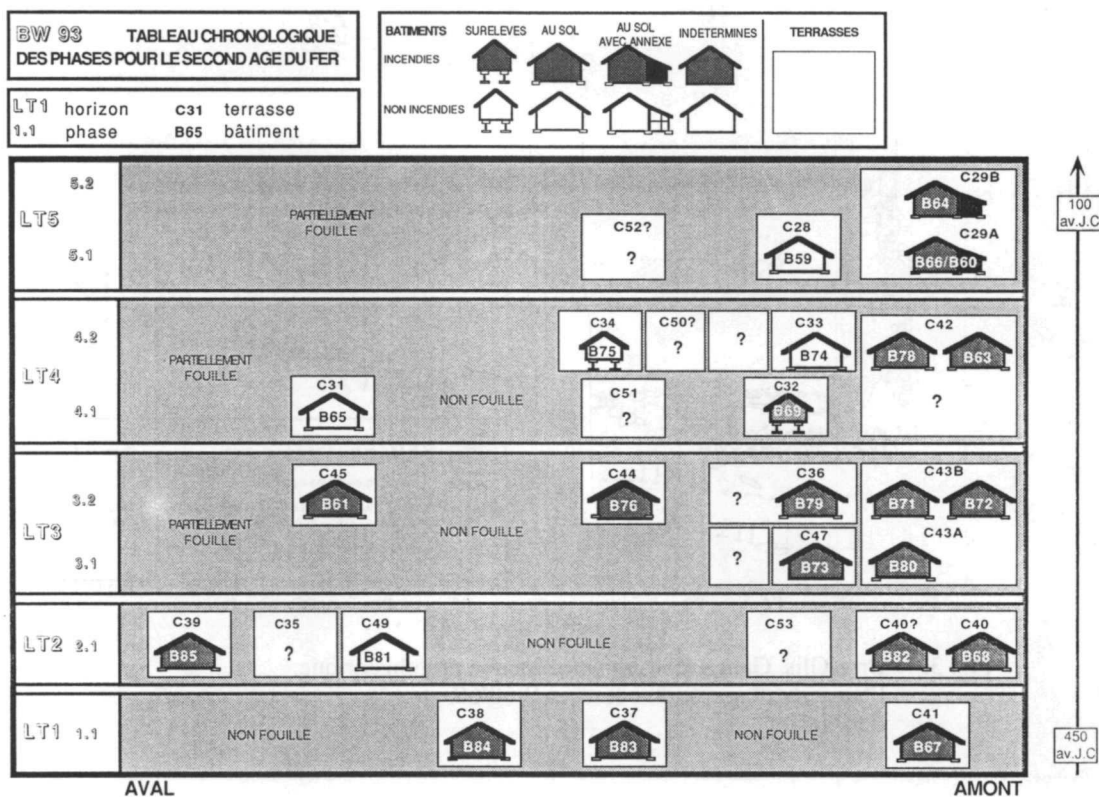 BW 93 TABLEAU CHRONOLOGIQUE
DES PHASES POUR LE SECOND AGE DU FER
LT1 horizon C31 terrasse
1.1 phase B65 bâtiment
BATIMENTS SURELEVES AU SOL AU SOL AVEC ANNEXE INDETERMINES TERRASSES
INCENDIES
NON INCENDIES
5.2 C29B
B64
LT5 PARTIELLEMENT FOUILLE C52? C28 C29A
5.1 ? B59 B66/B60
100 av.J.C
4.2 C34 C50? C33 C42
B75 ? ? B74 B78 B63
LT4 PARTIELLEMENT FOUILLE
4.1 C31 NON FOUILLE C51 C32
B65 ? B69 ?
C45 C44 C36 C43B
3.2 B61 B76 ? B79 B71 B72
LT3 PARTIELLEMENT FOUILLE NON FOUILLE C47 C43A
3.1 ? B73 B80
C39 C35 C49 C53 C40? C40
LT2 2.1 B85 ? B81 NON FOUILLE ? B82 B68
C38 C37 C41
LT1 1.1 NON FOUILLE B84 B83 NON FOUILLE B67
450 av.J.C
AVAL AMONT